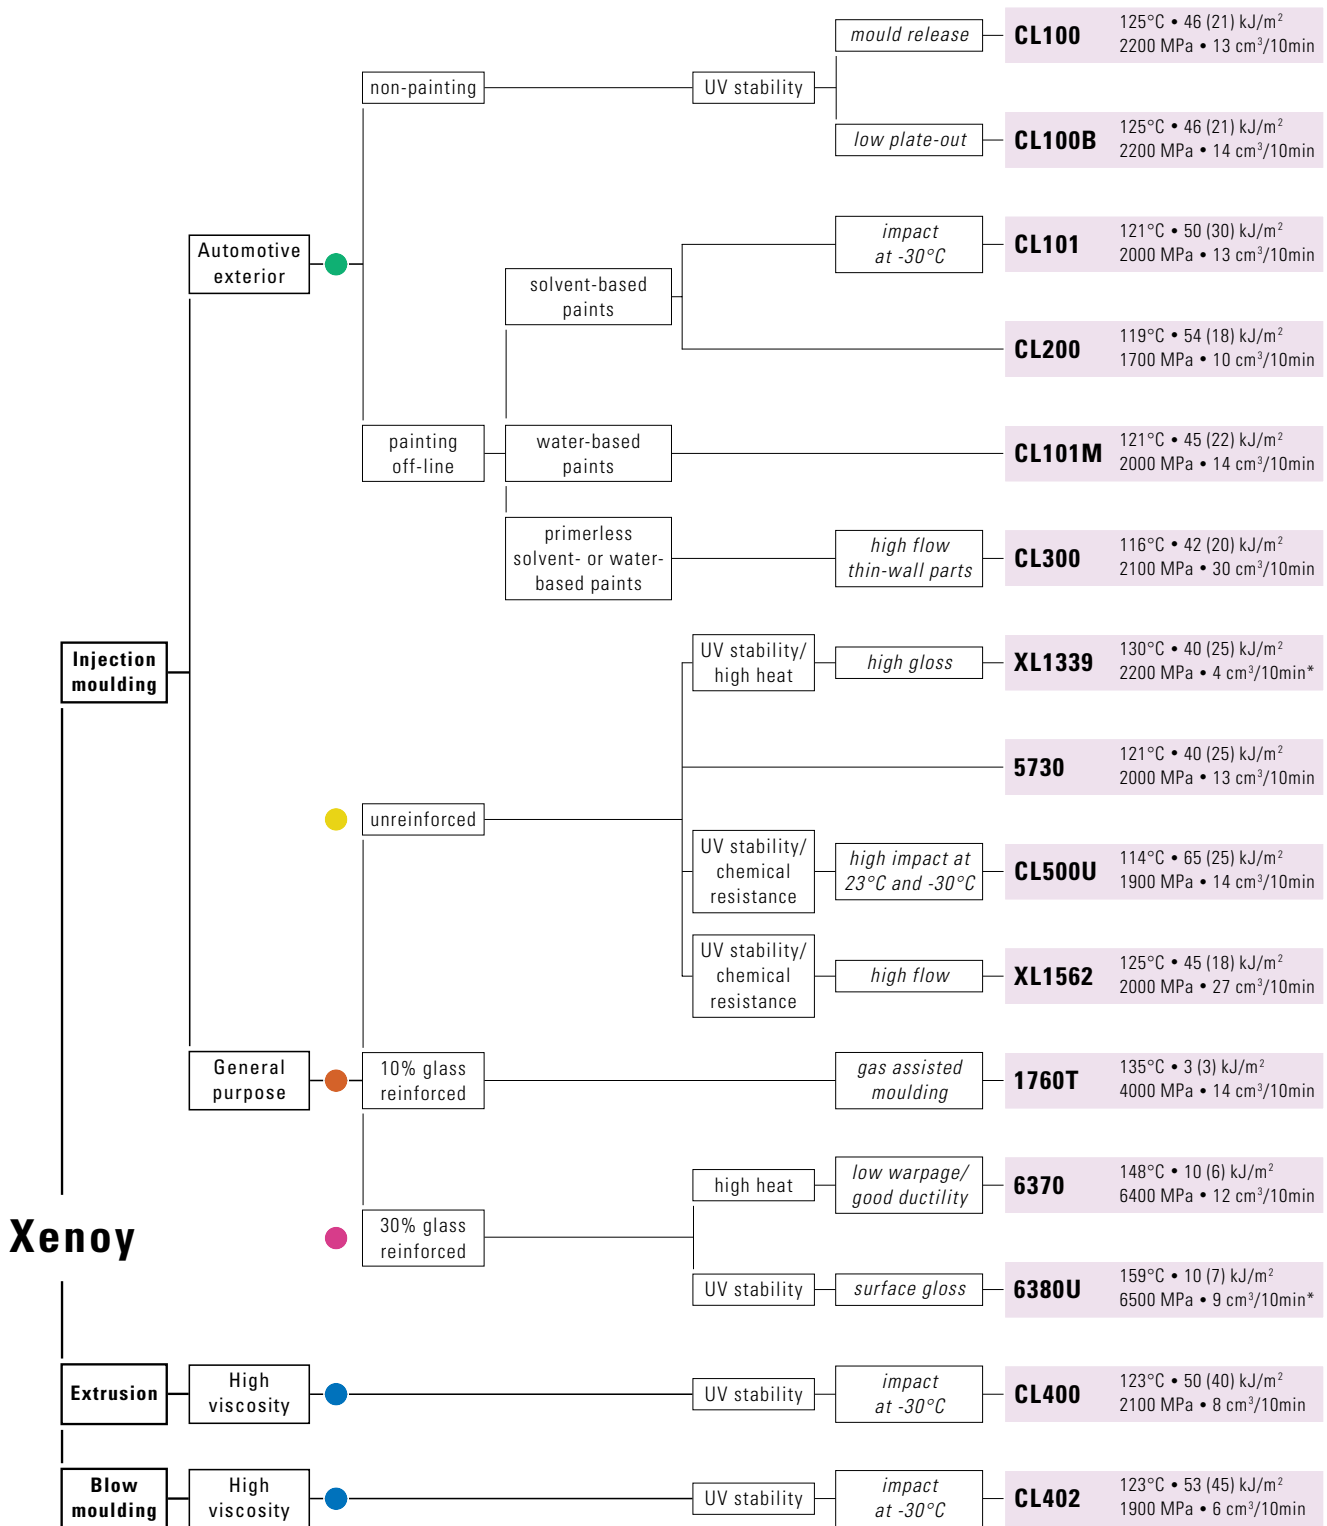 mould release
CL100
125°C • 46 (21) kJ/m²
2200 MPa • 13 cm³/10min
non-painting
UV stability
low plate-out
CL100B
125°C • 46 (21) kJ/m²
2200 MPa • 14 cm³/10min
Automotive
exterior
impact
at -30°C
CL101
121°C • 50 (30) kJ/m²
2000 MPa • 13 cm³/10min
solvent-based
paints
CL200
119°C • 54 (18) kJ/m²
1700 MPa • 10 cm³/10min
painting
off-line
water-based
paints
CL101M
121°C • 45 (22) kJ/m²
2000 MPa • 14 cm³/10min
primerless
solvent- or water-
based paints
high flow
thin-wall parts
CL300
116°C • 42 (20) kJ/m²
2100 MPa • 30 cm³/10min
Injection
moulding
UV stability/
high heat
high gloss
XL1339
130°C • 40 (25) kJ/m²
2200 MPa • 4 cm³/10min*
5730
121°C • 40 (25) kJ/m²
2000 MPa • 13 cm³/10min
unreinforced
UV stability/
chemical
resistance
high impact at
23°C and -30°C
CL500U
114°C • 65 (25) kJ/m²
1900 MPa • 14 cm³/10min
UV stability/
chemical
resistance
high flow
XL1562
125°C • 45 (18) kJ/m²
2000 MPa • 27 cm³/10min
General
purpose
10% glass
reinforced
gas assisted
moulding
1760T
135°C • 3 (3) kJ/m²
4000 MPa • 14 cm³/10min
high heat
low warpage/
good ductility
6370
148°C • 10 (6) kJ/m²
6400 MPa • 12 cm³/10min
Xenoy
30% glass
reinforced
UV stability
surface gloss
6380U
159°C • 10 (7) kJ/m²
6500 MPa • 9 cm³/10min*
Extrusion
High
viscosity
UV stability
impact
at -30°C
CL400
123°C • 50 (40) kJ/m²
2100 MPa • 8 cm³/10min
Blow
moulding
High
viscosity
UV stability
impact
at -30°C
CL402
123°C • 53 (45) kJ/m²
1900 MPa • 6 cm³/10min